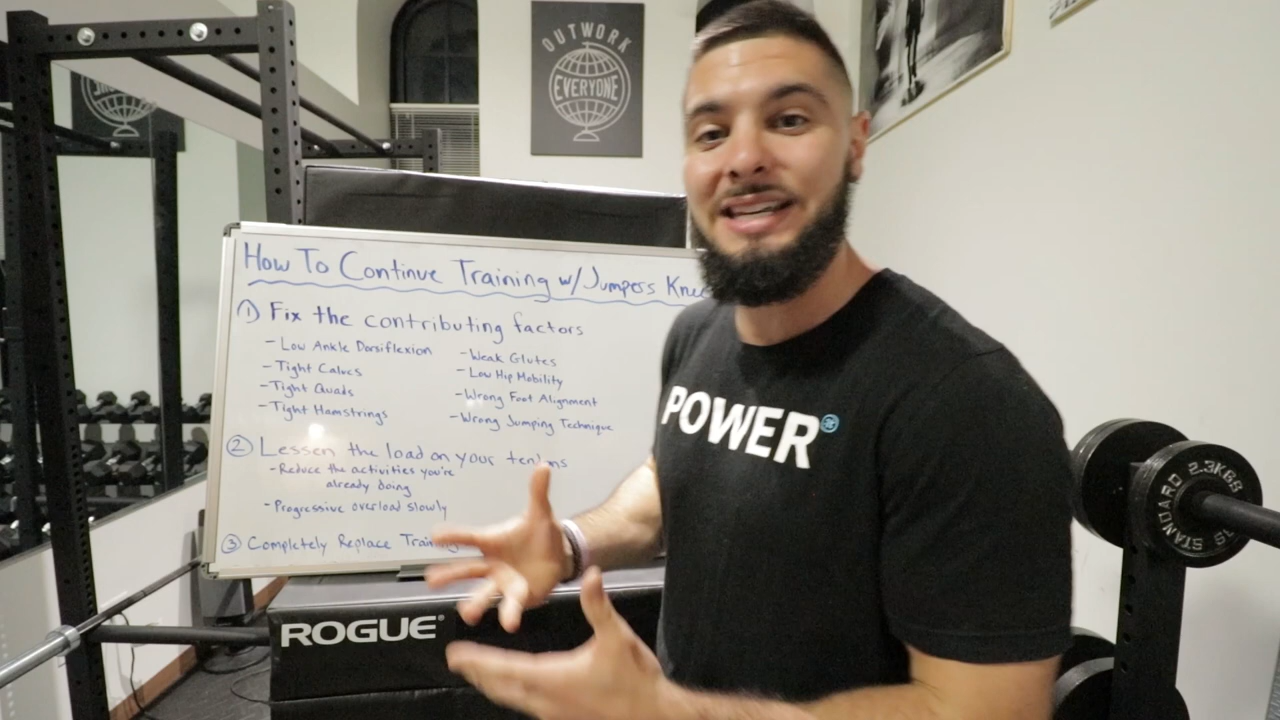 OUTWORK
EVERYONE
How To Continue Training w/ Jumpers Knee
① Fix the contributing factors
- Low Ankle Dorsiflexion
- Tight Calves
- Tight Quads
- Tight Hamstrings
- Weak Glutes
- Low Hip Mobility
- Wrong Foot Alignment
- Wrong Jumping Technique
② Lessen the load on your tendons
- Reduce the activities you're
already doing
- Progressive overload slowly
③ Completely Replace Training
POWER
ROGUE®
2.3KGS
STANDARD